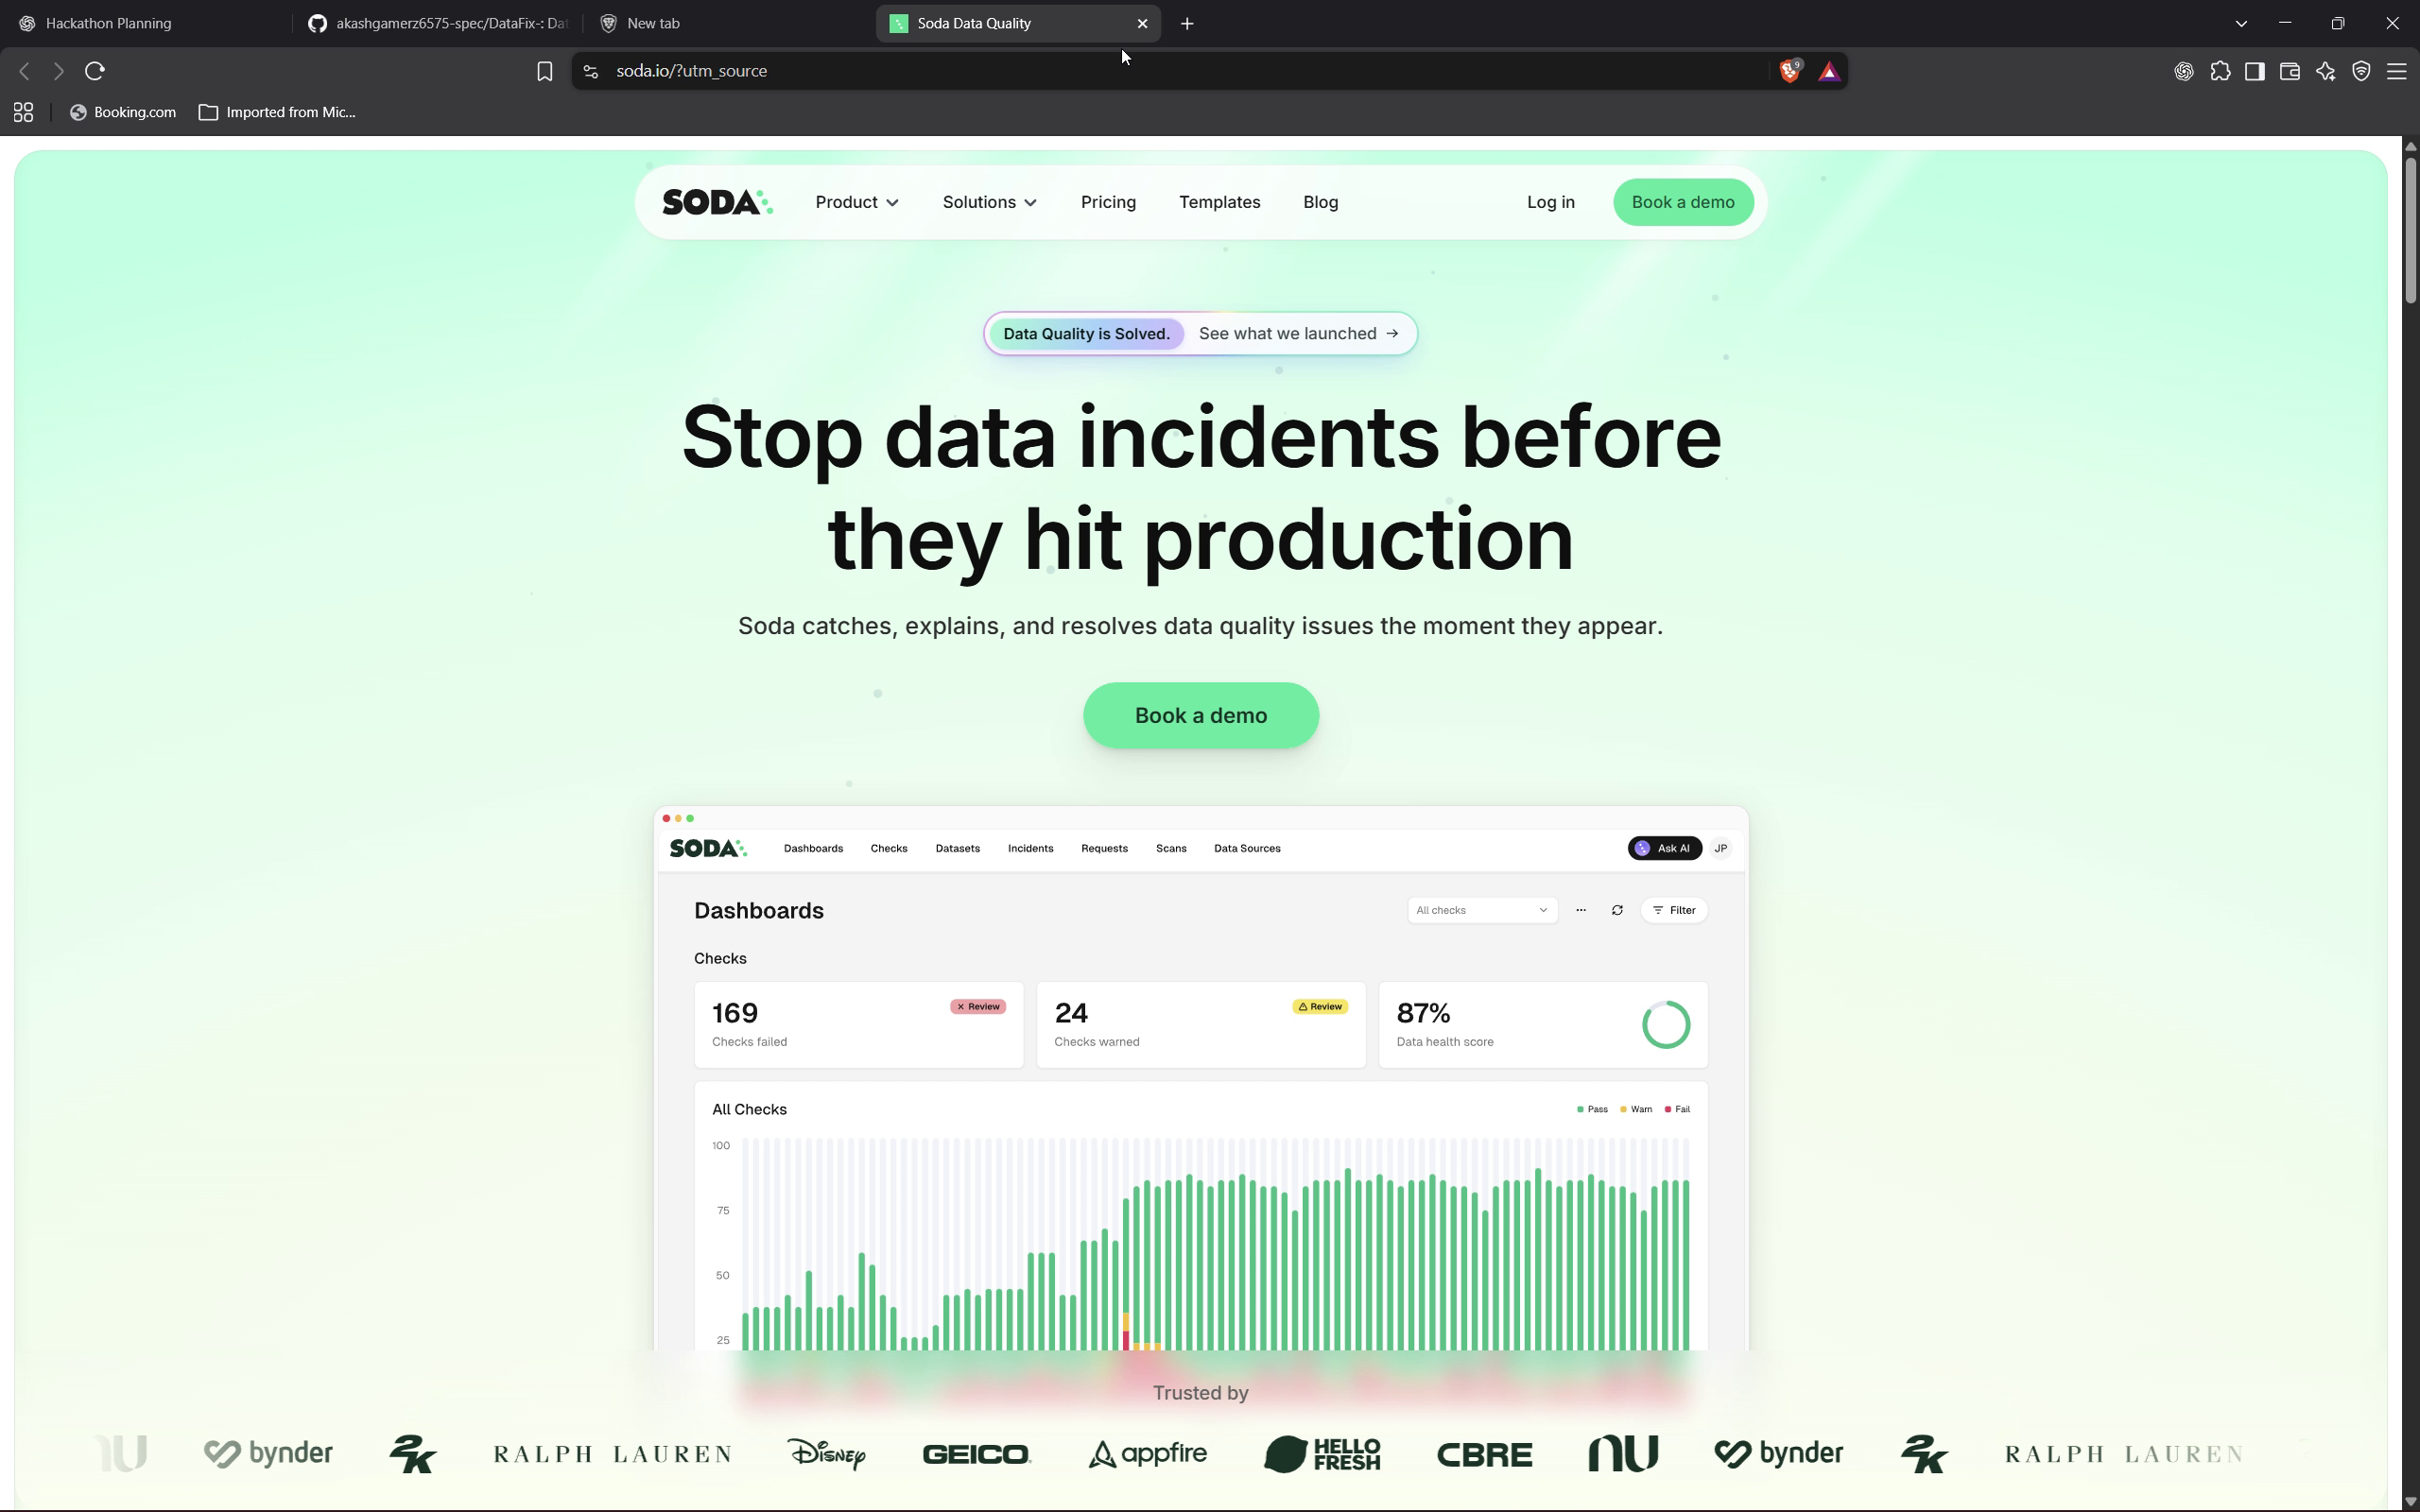 Hackathon Planning
akashgamerz6575-spec/DataFix-: Dat
New tab
Soda Data Quality
soda.io/?utm_source
9
Booking.com
Imported from Mic...
SODA
Product
Solutions
Pricing
Templates
Blog
Log in
Book a demo
Data Quality is Solved.
See what we launched →
Stop data incidents before
they hit production
Soda catches, explains, and resolves data quality issues the moment they appear.
Book a demo
SODA
Dashboards
Checks
Datasets
Incidents
Requests
Scans
Data Sources
Ask AI
JP
Dashboards
All checks
Filter
Checks
169
Review
Checks failed
24
Review
Checks warned
87%
Data health score
All Checks
Pass
Warn
Fail
100
75
50
25
Trusted by
nu
bynder
2K
RALPH LAUREN
Disney
GEICO
appfire
HELLO
FRESH
CBRE
nu
bynder
2K
RALPH LAUREN